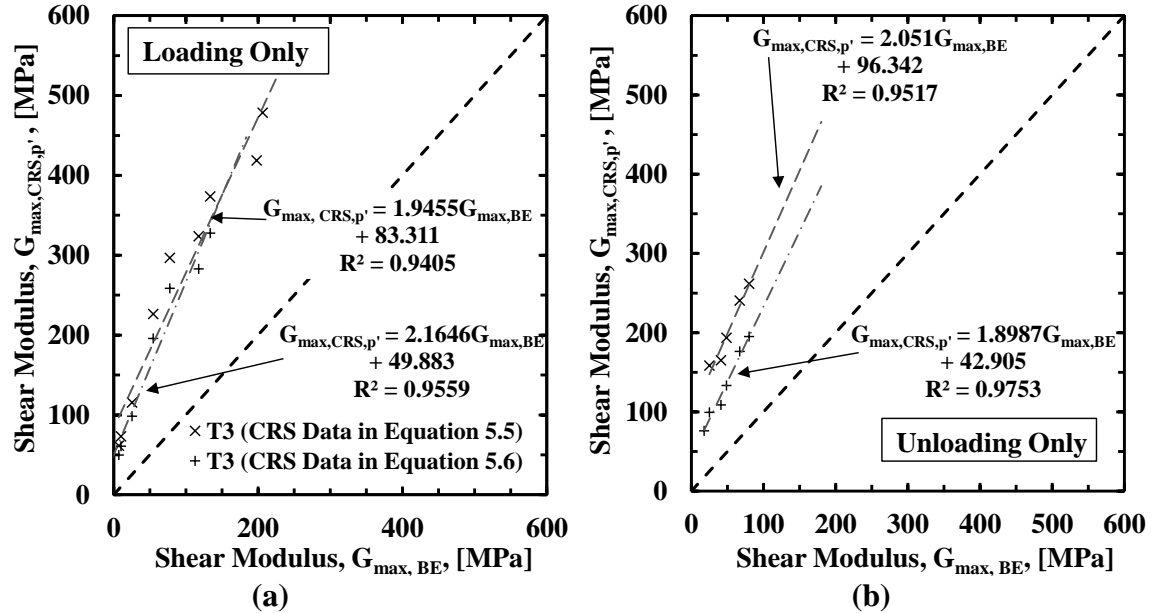 Loading Only
Shear Modulus, Gmax,CRS,p' , [MPa]
600
500
400
300
200
100
0
Gmax, CRS,p' = 1.9455Gmax,BE
+ 83.311
R² = 0.9405
Gmax,CRS,p' = 2.1646Gmax,BE
+ 49.883
R² = 0.9559
× T3 (CRS Data in Equation 5.5)
+ T3 (CRS Data in Equation 5.6)
0 200 400 600
Shear Modulus, Gmax, BE, [MPa]
(a)
Shear Modulus, Gmax,CRS,p' , [MPa]
600
500
400
300
200
100
0
Gmax,CRS,p' = 2.051Gmax,BE
+ 96.342
R² = 0.9517
Gmax,CRS,p' = 1.8987Gmax,BE
+ 42.905
R² = 0.9753
Unloading Only
0 100 200 300 400 500 600
Shear Modulus, Gmax, BE, [MPa]
(b)